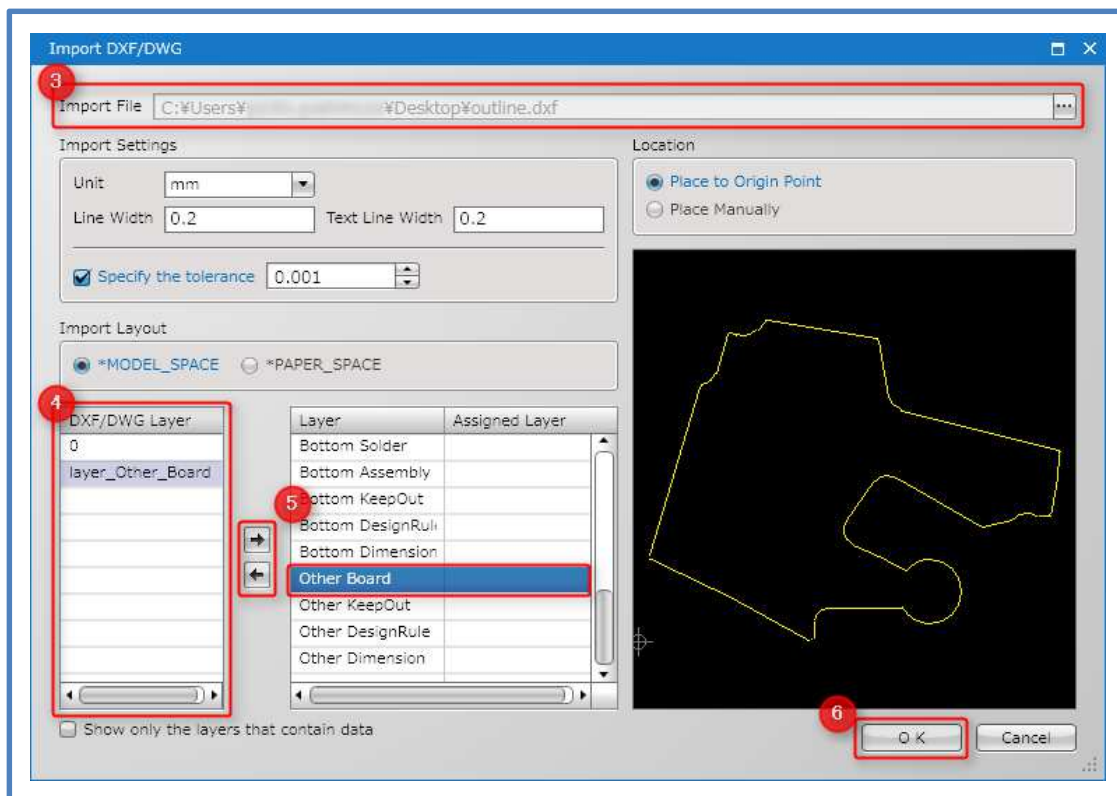 Import DXF/DWG
3
Import File C:¥Users¥ ¥Desktop¥outline.dxf ...
Import Settings
Unit mm
Line Width 0.2 Text Line Width 0.2
Specify the tolerance 0.001
Location
Place to Origin Point
Place Manually
Import Layout
*MODEL_SPACE *PAPER_SPACE
4
DXF/DWG Layer
0
layer_Other_Board
5
Layer Assigned Layer
Bottom Solder
Bottom Assembly
Bottom KeepOut
Bottom DesignRul
Bottom Dimension
Other Board
Other KeepOut
Other DesignRule
Other Dimension
Show only the layers that contain data
6
O K Cancel